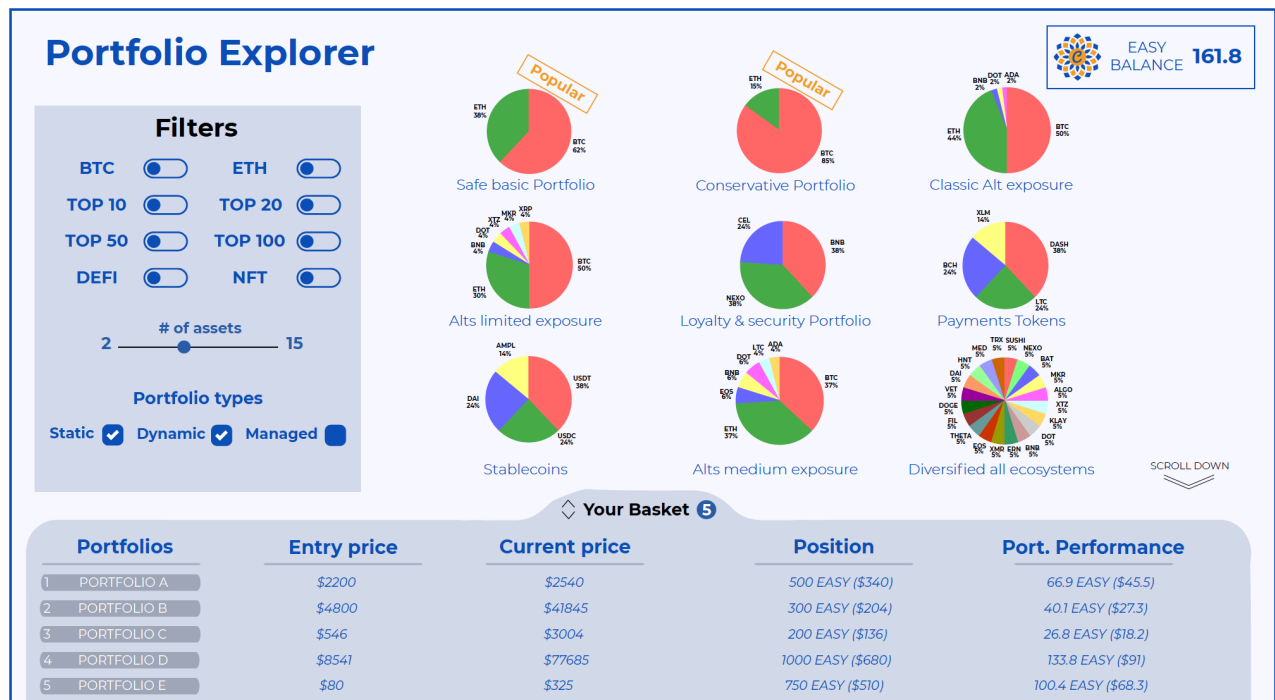 Portfolio Explorer
EASY
BALANCE 161.8
Filters
BTC ETH
TOP 10 TOP 20
TOP 50 TOP 100
DEFI NFT
# of assets
2 15
Portfolio types
Static Dynamic Managed
Popular
ETH
38%
BTC
62%
Safe basic Portfolio
Popular
ETH
15%
BTC
85%
Conservative Portfolio
BNB
2%
DOT
2%
ADA
2%
ETH
44%
BTC
50%
Classic Alt exposure
XRP
4%
MKR
4%
XTZ
4%
DOT
4%
BNB
4%
ETH
30%
BTC
50%
Alts limited exposure
CEL
24%
BNB
38%
NEXO
38%
Loyalty & security Portfolio
XLM
14%
DASH
38%
BCH
24%
LTC
24%
Payments Tokens
AMPL
14%
USDT
38%
DAI
24%
USDC
24%
Stablecoins
ADA
4%
LTC
4%
DOT
6%
BNB
6%
EOS
6%
ETH
37%
BTC
37%
Alts medium exposure
TRX
5%
SUSHI
5%
NEXO
5%
BAT
5%
MKR
5%
ALGO
5%
XTZ
5%
KLAY
5%
DOT
5%
BNB
5%
ERN
5%
XMR
5%
EOS
5%
THETA
5%
FIL
5%
DOGE
5%
VET
5%
DAI
5%
HNT
5%
MED
5%
Diversified all ecosystems
SCROLL DOWN
Your Basket 5
Portfolios Entry price Current price Position Port. Performance
1 PORTFOLIO A $2200 $2540 500 EASY ($340) 66.9 EASY ($45.5)
2 PORTFOLIO B $4800 $41845 300 EASY ($204) 40.1 EASY ($27.3)
3 PORTFOLIO C $546 $3004 200 EASY ($136) 26.8 EASY ($18.2)
4 PORTFOLIO D $8541 $77685 1000 EASY ($680) 133.8 EASY ($91)
5 PORTFOLIO E $80 $325 750 EASY ($510) 100.4 EASY ($68.3)